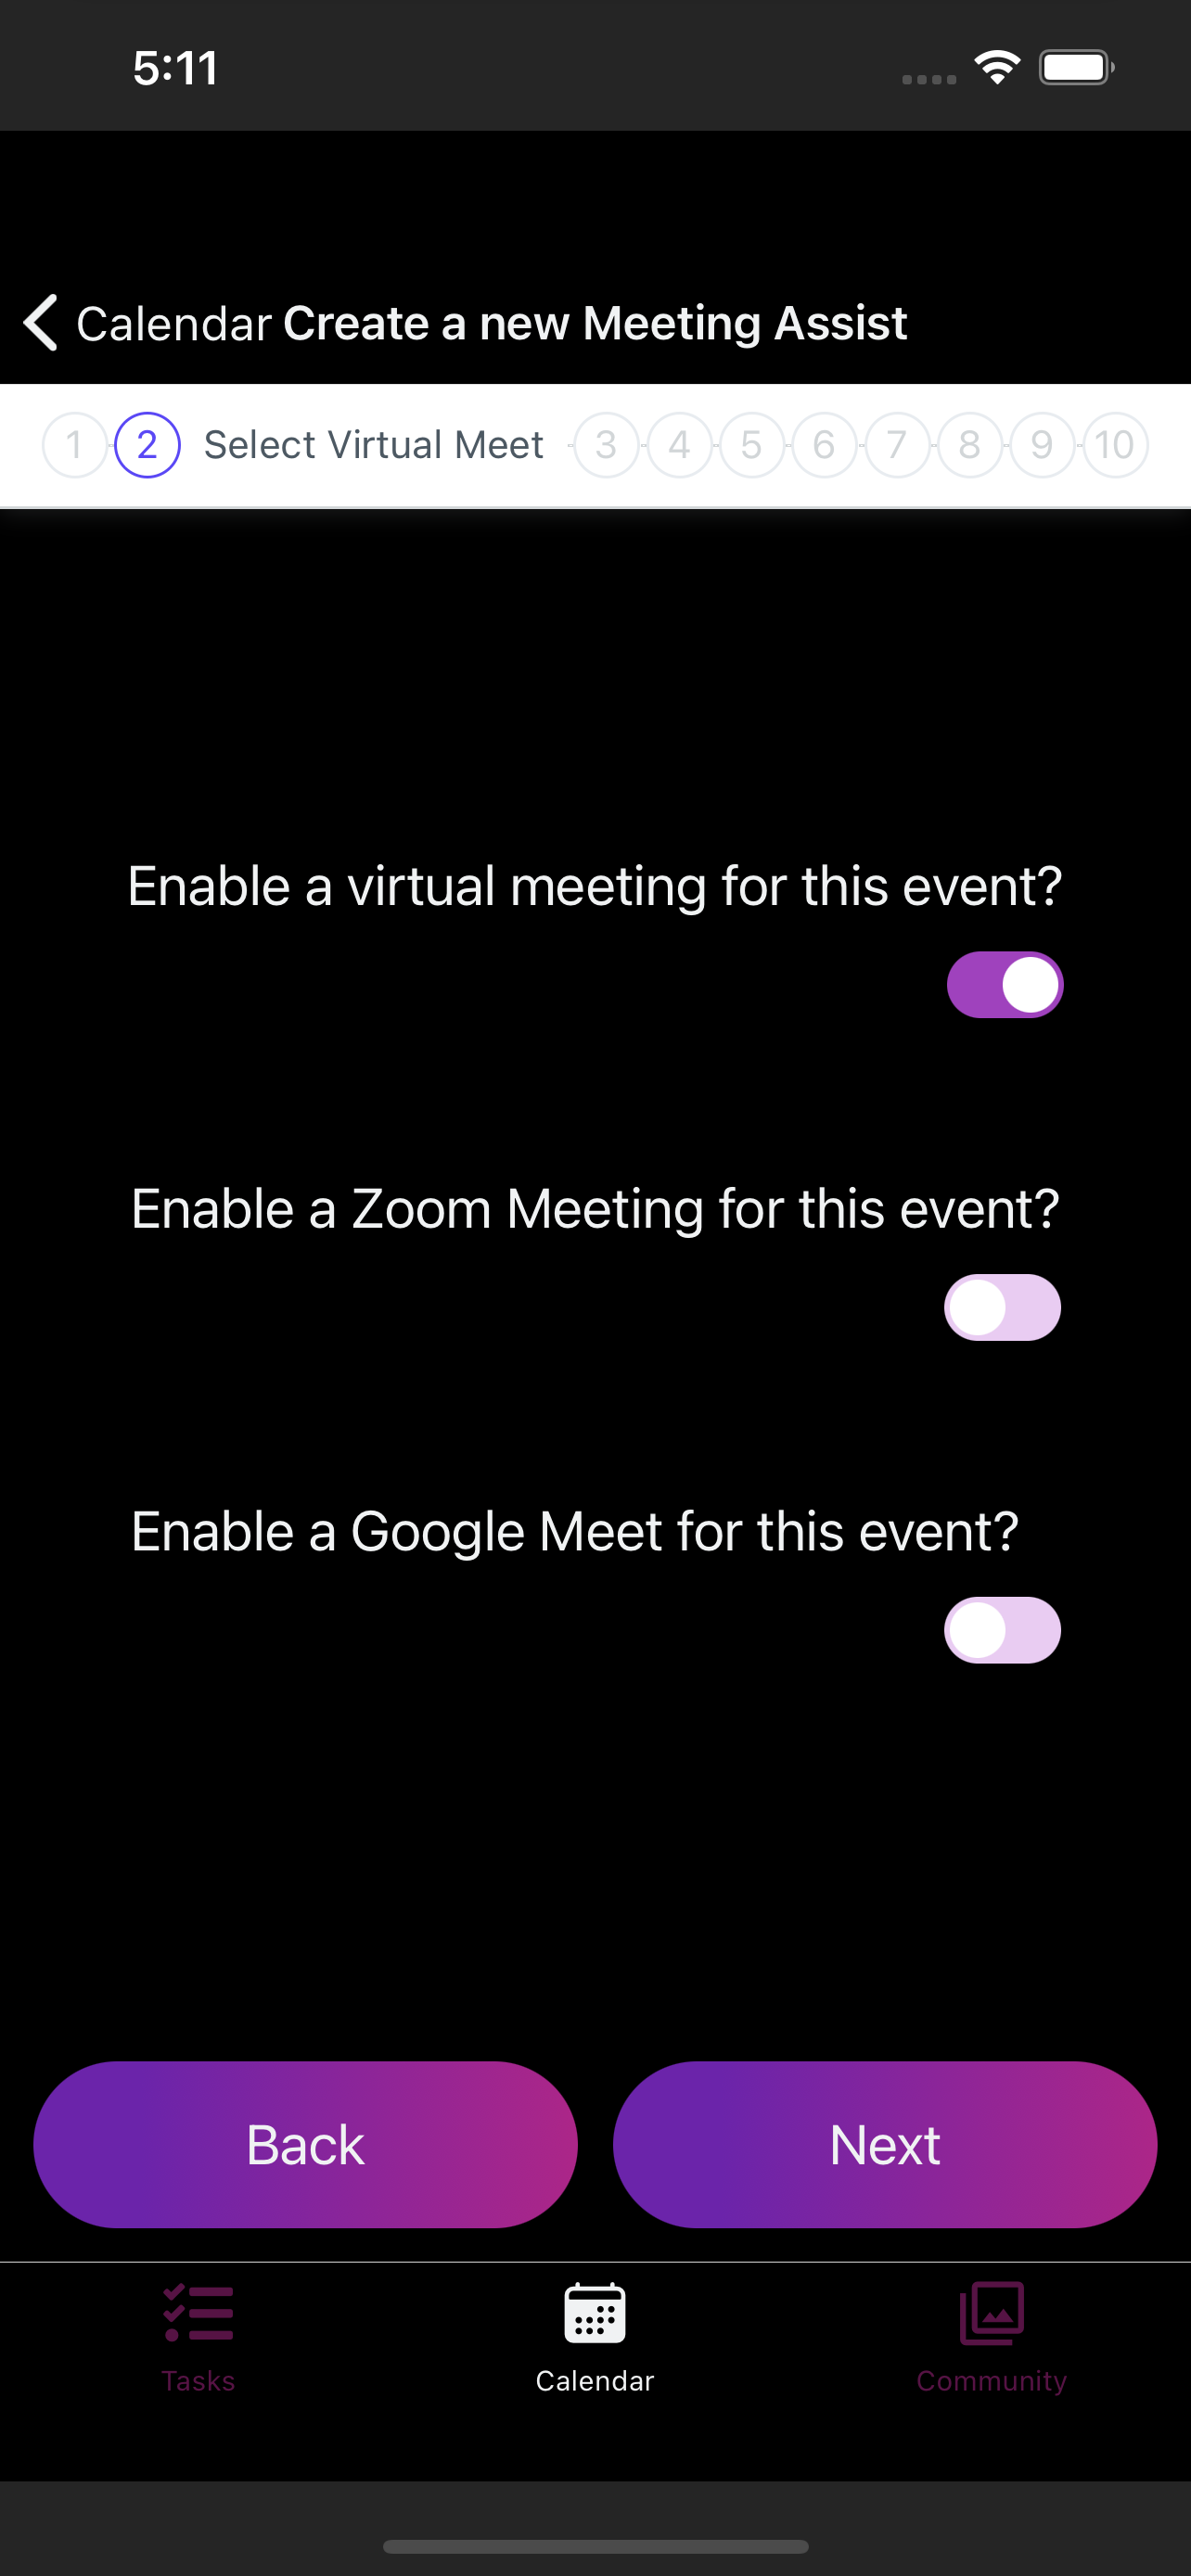 5:11
Calendar Create a new Meeting Assist
1 2 Select Virtual Meet 3 4 5 6 7 8 9 10
Enable a virtual meeting for this event?
Enable a Zoom Meeting for this event?
Enable a Google Meet for this event?
Back Next
Tasks Calendar Community